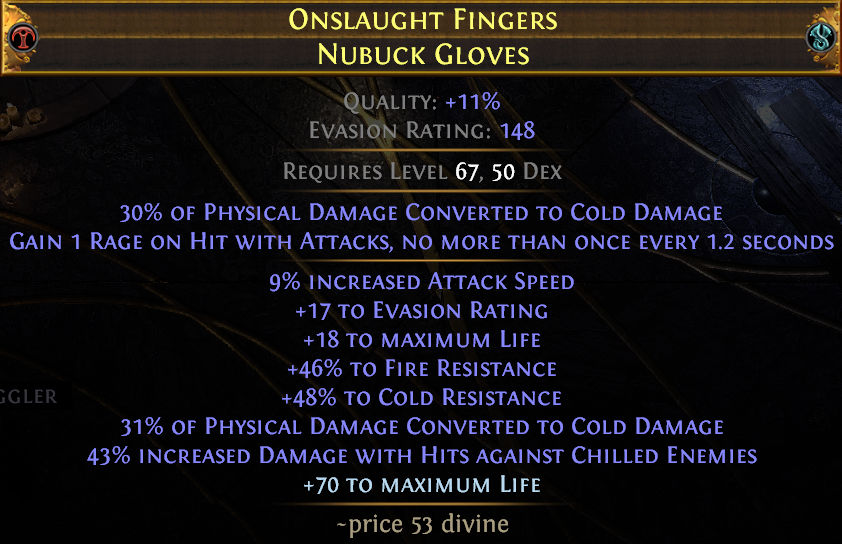 Onslaught Fingers
Nubuck Gloves
Quality: +11%
Evasion Rating: 148
Requires Level 67, 50 Dex
30% of Physical Damage Converted to Cold Damage
Gain 1 Rage on Hit with Attacks, no more than once every 1.2 seconds
9% increased Attack Speed
+17 to Evasion Rating
+18 to maximum Life
+46% to Fire Resistance
+48% to Cold Resistance
GGLER
31% of Physical Damage Converted to Cold Damage
43% increased Damage with Hits against Chilled Enemies
+70 to maximum Life
~price 53 divine